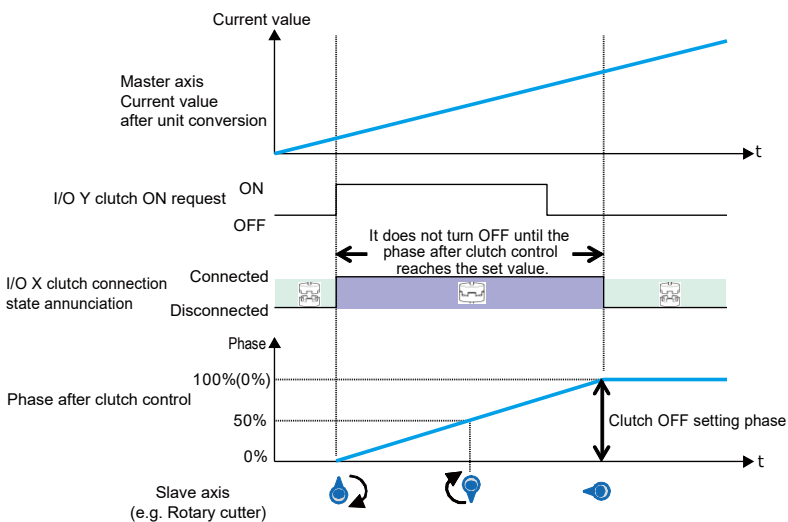 Current value
Master axis
Current value
after unit conversion
t
I/O Y clutch ON request
ON
OFF
It does not turn OFF until the
phase after clutch control
reaches the set value.
I/O X clutch connection
state annunciation
Connected
Disconnected
Phase
100%(0%)
Phase after clutch control
50%
Clutch OFF setting phase
0%
t
Slave axis
(e.g. Rotary cutter)